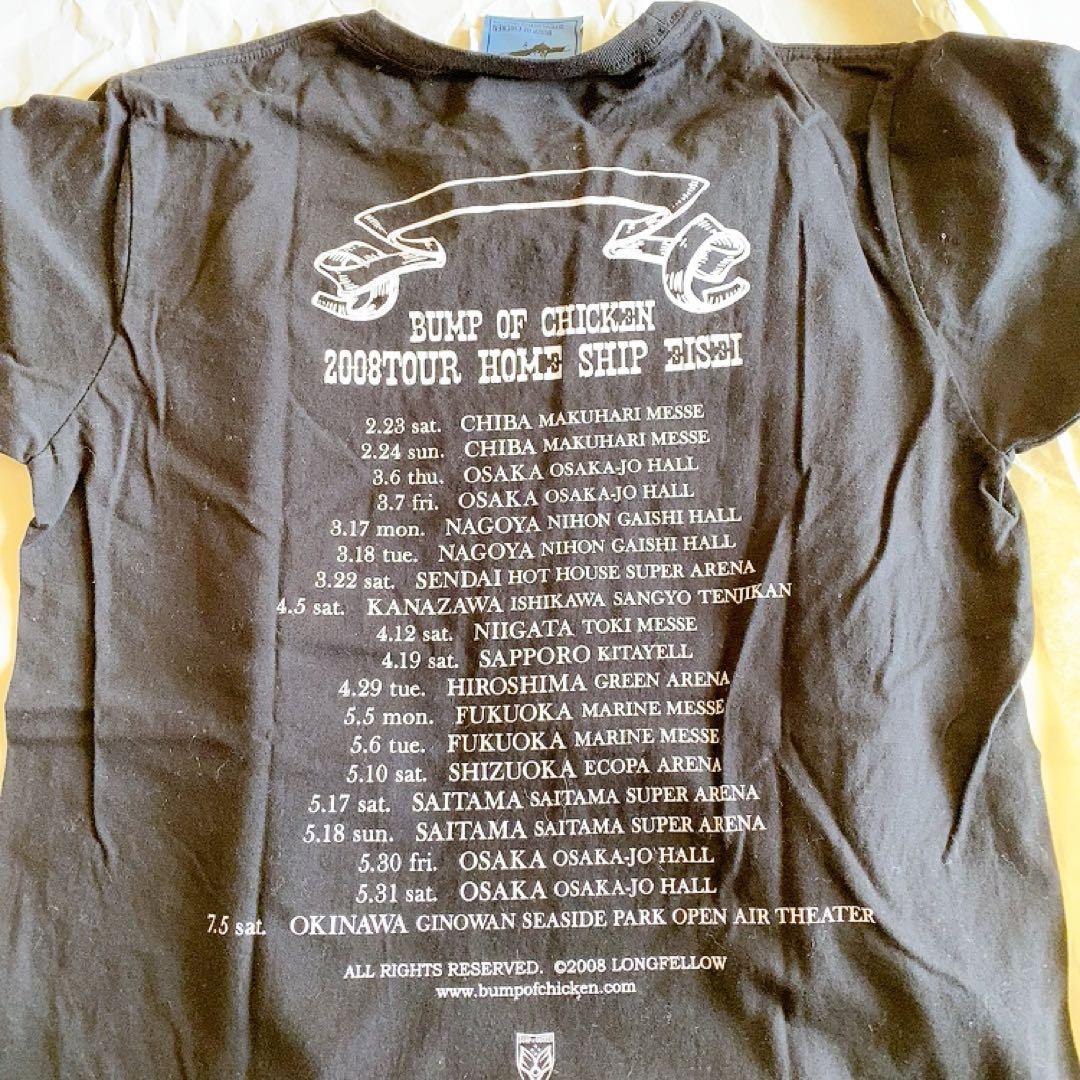 BUMP OF CHICKEN
BUMP OF CHICKEN
2008TOUR HOME SHIP EISEI
2.23 sat. CHIBA MAKUHARI MESSE
2.24 sun. CHIBA MAKUHARI MESSE
3.6 thu. OSAKA OSAKA-JO HALL
3.7 fri. OSAKA OSAKA-JO HALL
3.17 mon. NAGOYA NIHON GAISHI HALL
3.18 tue. NAGOYA NIHON GAISHI HALL
3.22 sat. SENDAI HOT HOUSE SUPER ARENA
4.5 sat. KANAZAWA ISHIKAWA SANGYO TENJIKAN
4.12 sat. NIIGATA TOKI MESSE
4.19 sat. SAPPORO KITAYELL
4.29 tue. HIROSHIMA GREEN ARENA
5.5 mon. FUKUOKA MARINE MESSE
5.6 tue. FUKUOKA MARINE MESSE
5.10 sat. SHIZUOKA ECOPA ARENA
5.17 sat. SAITAMA SAITAMA SUPER ARENA
5.18 sun. SAITAMA SAITAMA SUPER ARENA
5.30 fri. OSAKA OSAKA-JO HALL
5.31 sat. OSAKA OSAKA-JO HALL
7.5 sat. OKINAWA GINOWAN SEASIDE PARK OPEN AIR THEATER
ALL RIGHTS RESERVED. ©2008 LONGFELLOW
www.bumpofchicken.com